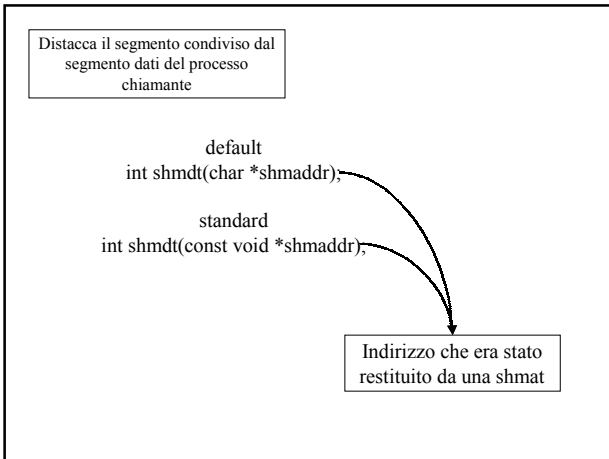 Distacca il segmento condiviso dal
segmento dati del processo
chiamante
default
int shmdt(char *shmaddr);
standard
int shmdt(const void *shmaddr);
Indirizzo che era stato
restituito da una shmat